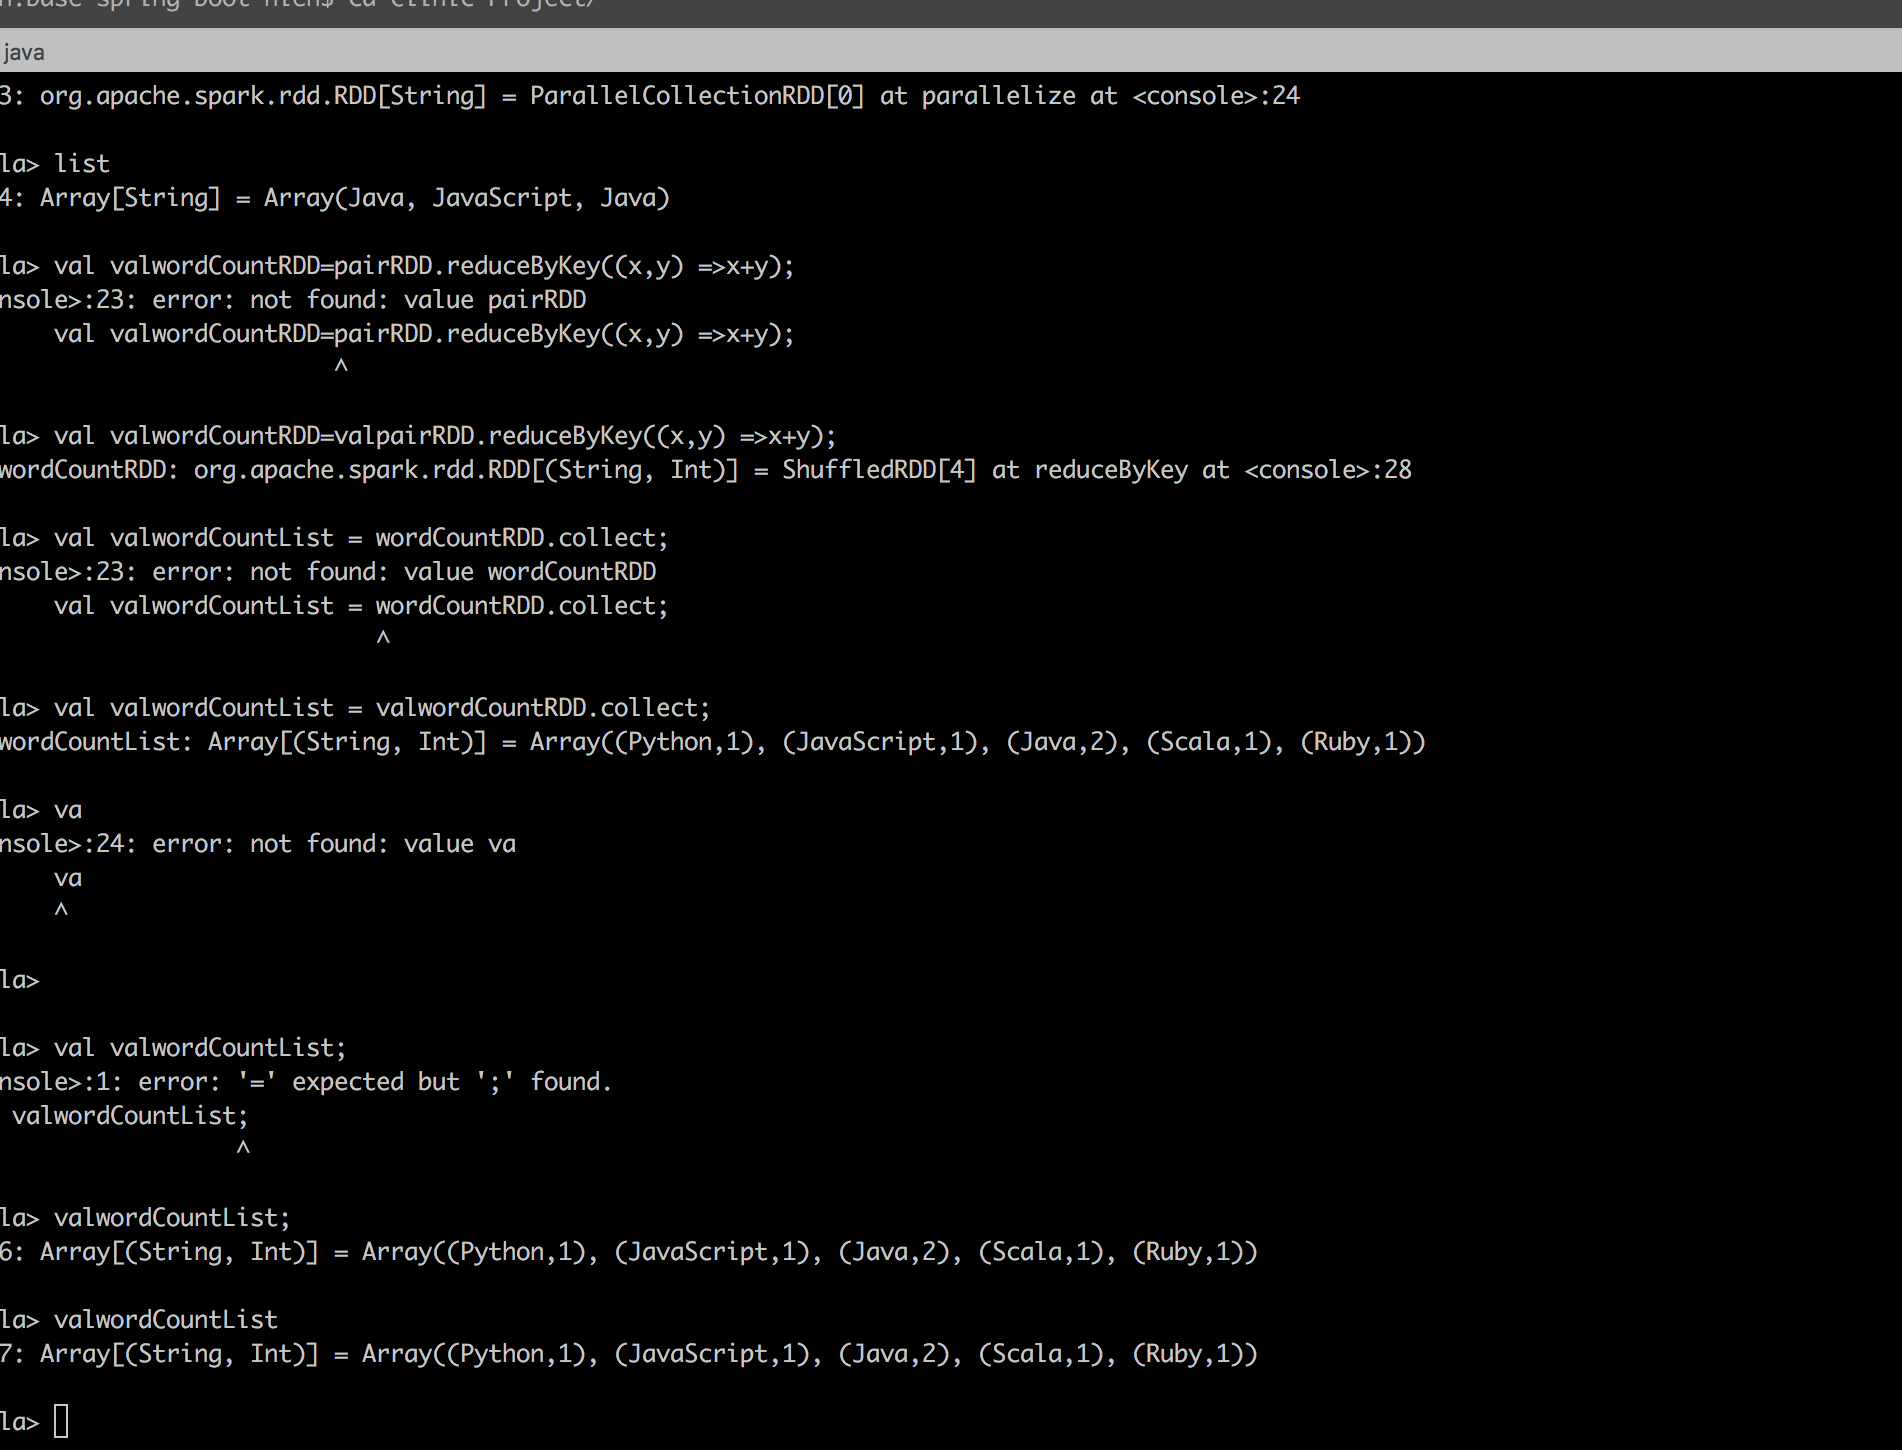 java
3: org.apache.spark.rdd.RDD[String] = ParallelCollectionRDD[0] at parallelize at <console>:24
la> list
4: Array[String] = Array(Java, JavaScript, Java)
la> val valwordCountRDD=pairRDD.reduceByKey((x,y) =>x+y);
nsole>:23: error: not found: value pairRDD
val valwordCountRDD=pairRDD.reduceByKey((x,y) =>x+y);
^
la> val valwordCountRDD=valpairRDD.reduceByKey((x,y) =>x+y);
wordCountRDD: org.apache.spark.rdd.RDD[(String, Int)] = ShuffledRDD[4] at reduceByKey at <console>:28
la> val valwordCountList = wordCountRDD.collect;
nsole>:23: error: not found: value wordCountRDD
val valwordCountList = wordCountRDD.collect;
^
la> val valwordCountList = valwordCountRDD.collect;
wordCountList: Array[(String, Int)] = Array((Python,1), (JavaScript,1), (Java,2), (Scala,1), (Ruby,1))
la> va
nsole>:24: error: not found: value va
va
^
la>
la> val valwordCountList;
nsole>:1: error: '=' expected but ';' found.
valwordCountList;
^
la> valwordCountList;
6: Array[(String, Int)] = Array((Python,1), (JavaScript,1), (Java,2), (Scala,1), (Ruby,1))
la> valwordCountList
7: Array[(String, Int)] = Array((Python,1), (JavaScript,1), (Java,2), (Scala,1), (Ruby,1))
la>